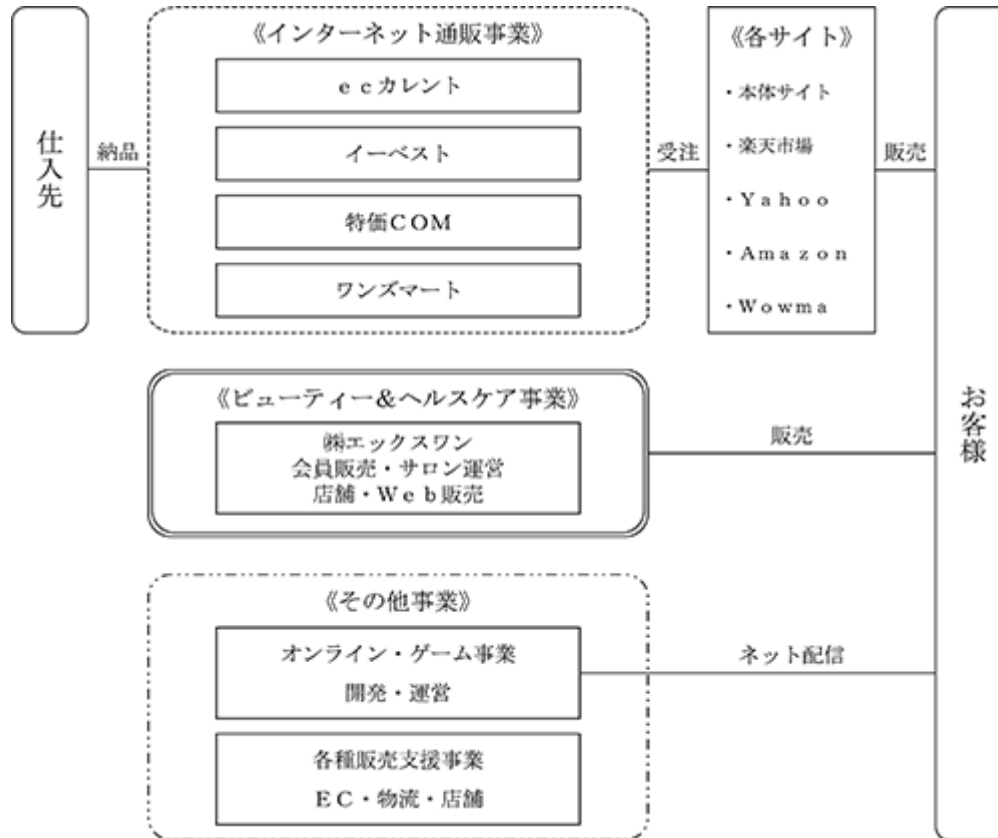 仕入先
納品
《インターネット通販事業》
ｅｃカレント
イーベスト
特価ＣＯＭ
ワンズマート
受注
《各サイト》
・本体サイト
・楽天市場
・Ｙａｈｏｏ
・Ａｍａｚｏｎ
・Ｗｏｗｍａ
販売
お客様
《ビューティー&ヘルスケア事業》
㈱エックスワン
会員販売・サロン運営
店舗・Ｗｅｂ販売
販売
《その他事業》
オンライン・ゲーム事業
開発・運営
ネット配信
各種販売支援事業
ＥＣ・物流・店舗